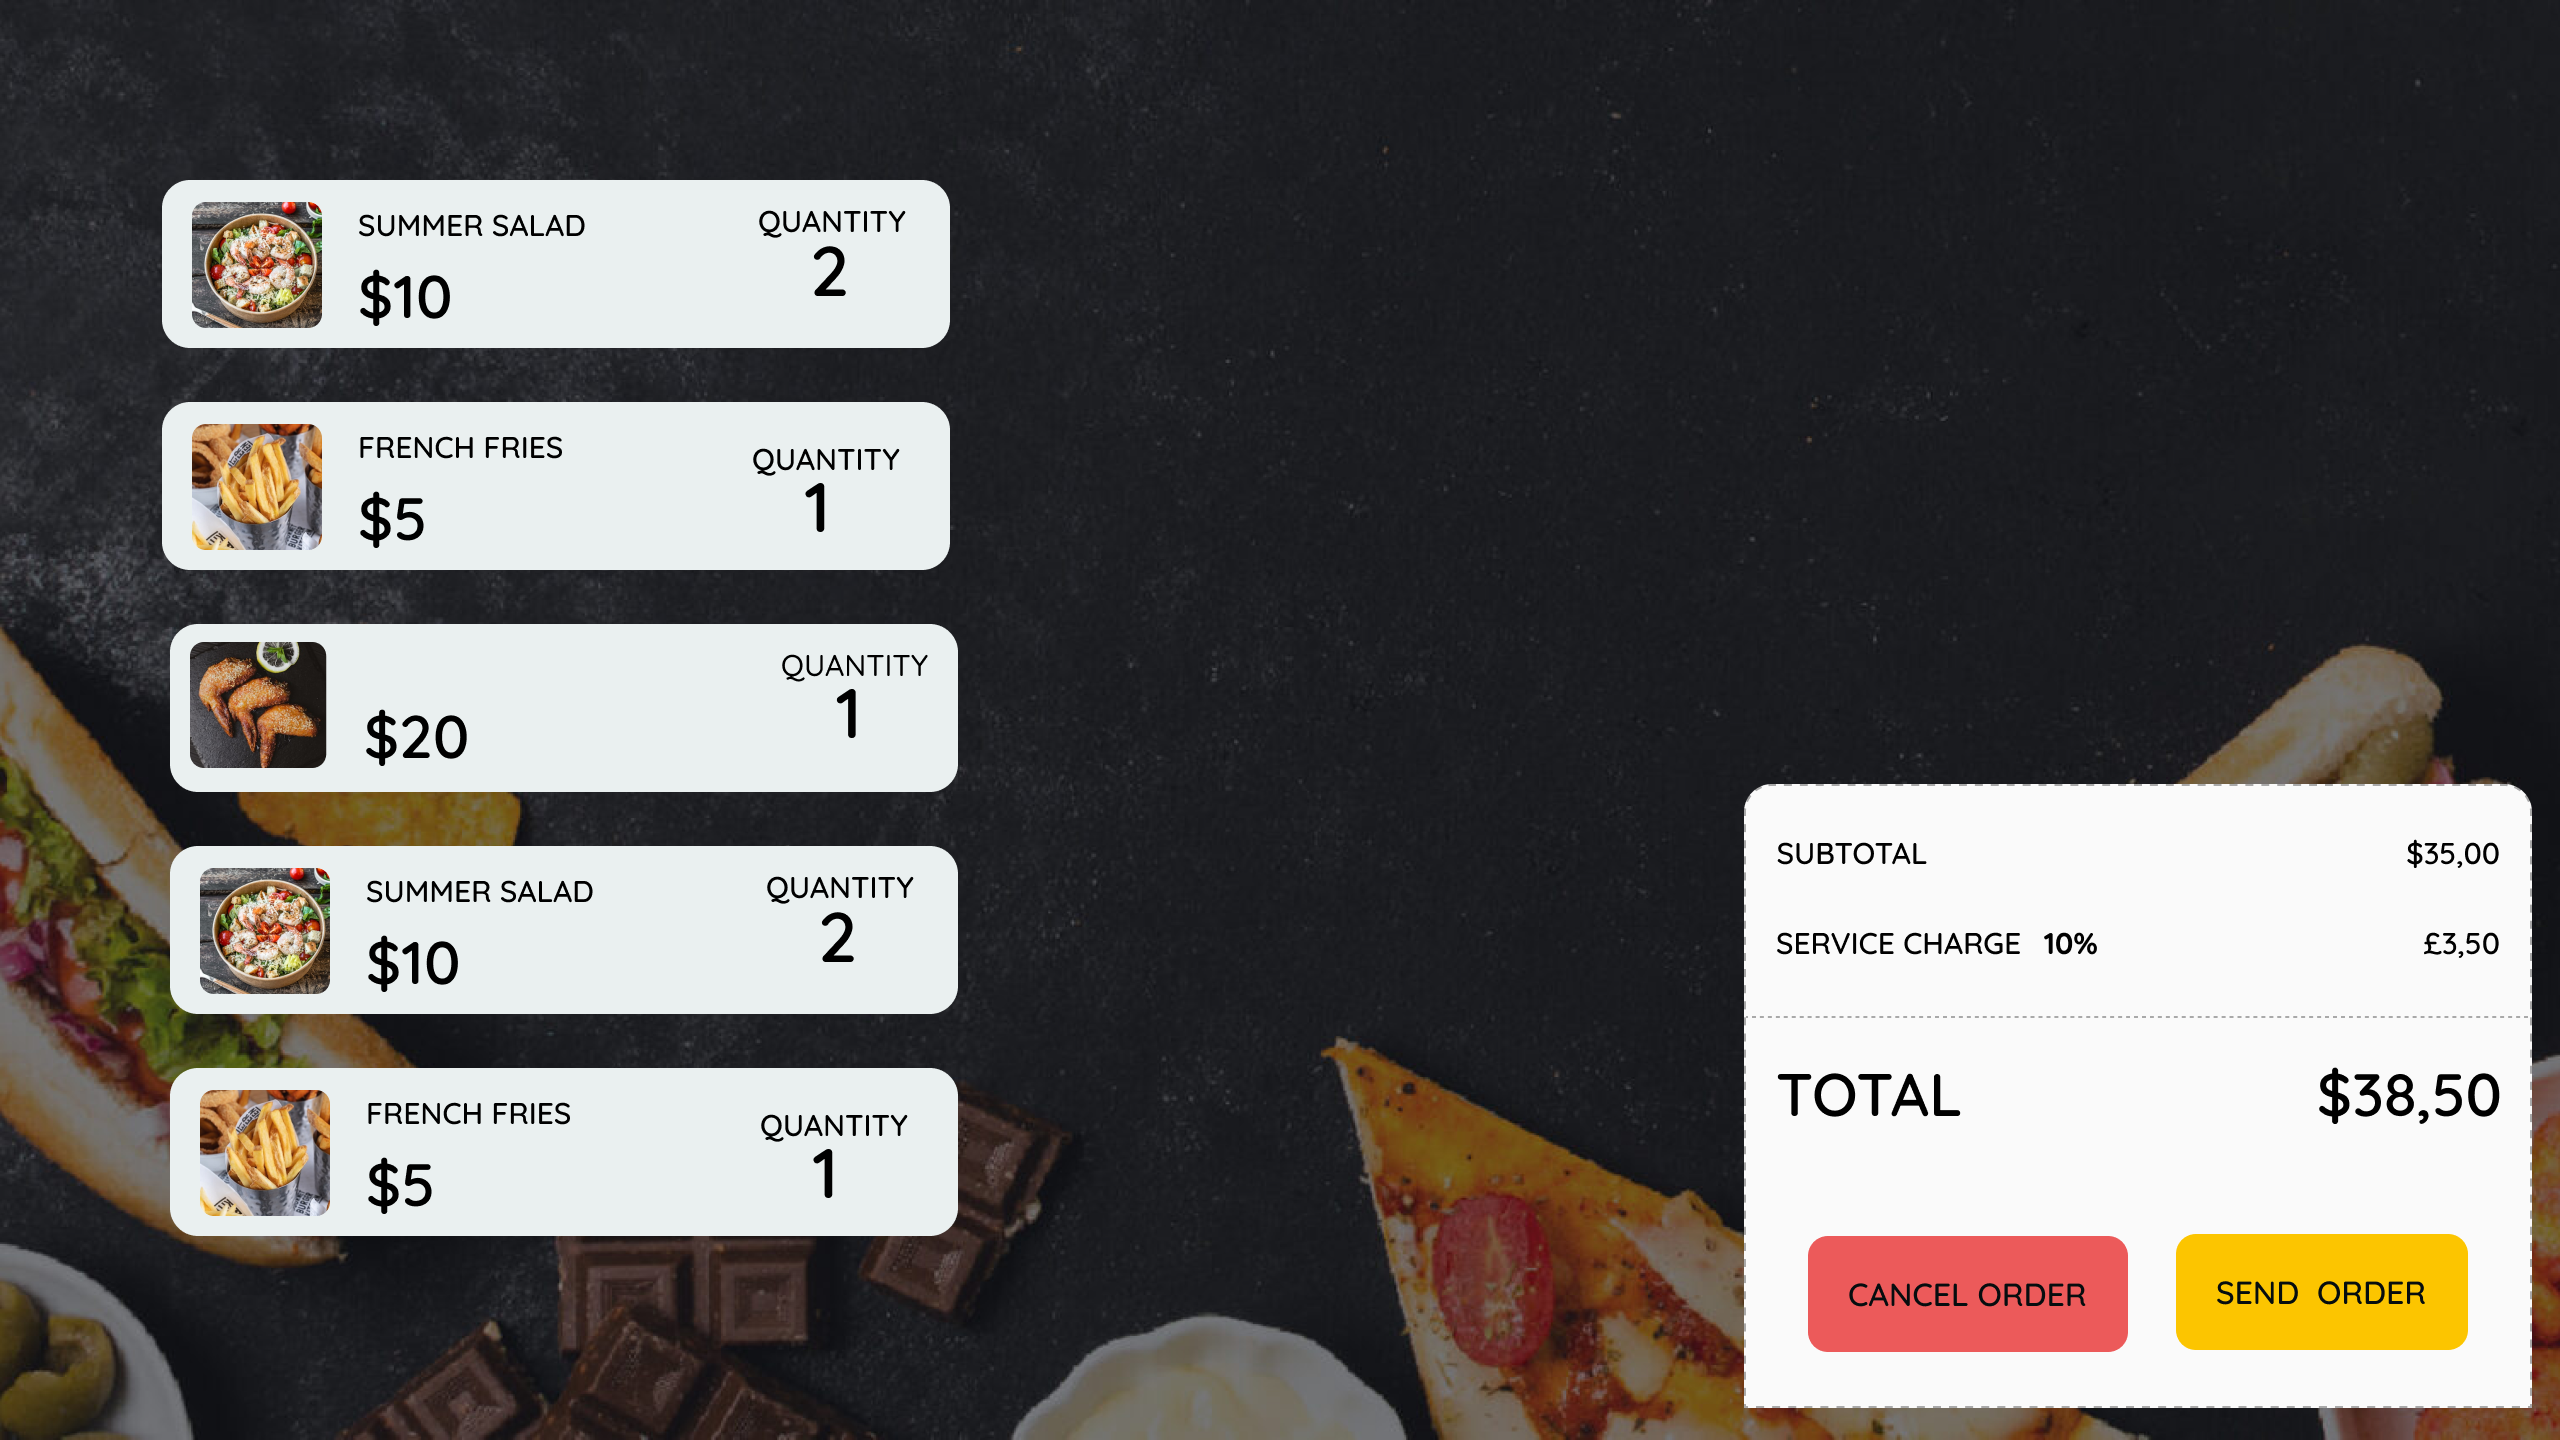 SUMMER SALAD
QUANTITY
$10
2
FRENCH FRIES
QUANTITY
$5
1
QUANTITY
$20
1
SUMMER SALAD
QUANTITY
$10
2
FRENCH FRIES
QUANTITY
$5
1
SUBTOTAL $35,00
SERVICE CHARGE 10% £3,50
TOTAL $38,50
CANCEL ORDER
SEND ORDER